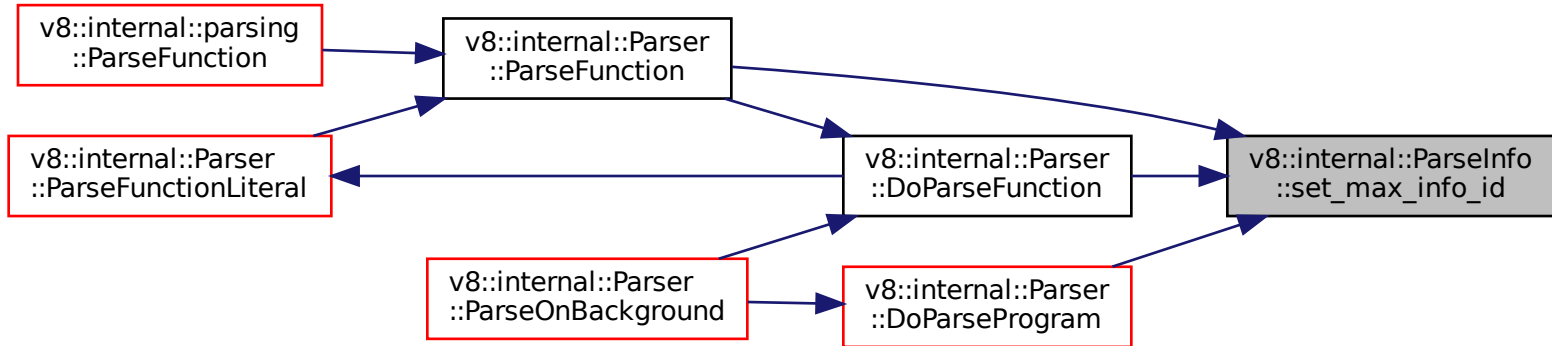 v8::internal::parsing
::ParseFunction
v8::internal::Parser
::ParseFunction
v8::internal::Parser
::ParseFunctionLiteral
v8::internal::Parser
::DoParseFunction
v8::internal::ParseInfo
::set_max_info_id
v8::internal::Parser
::ParseOnBackground
v8::internal::Parser
::DoParseProgram